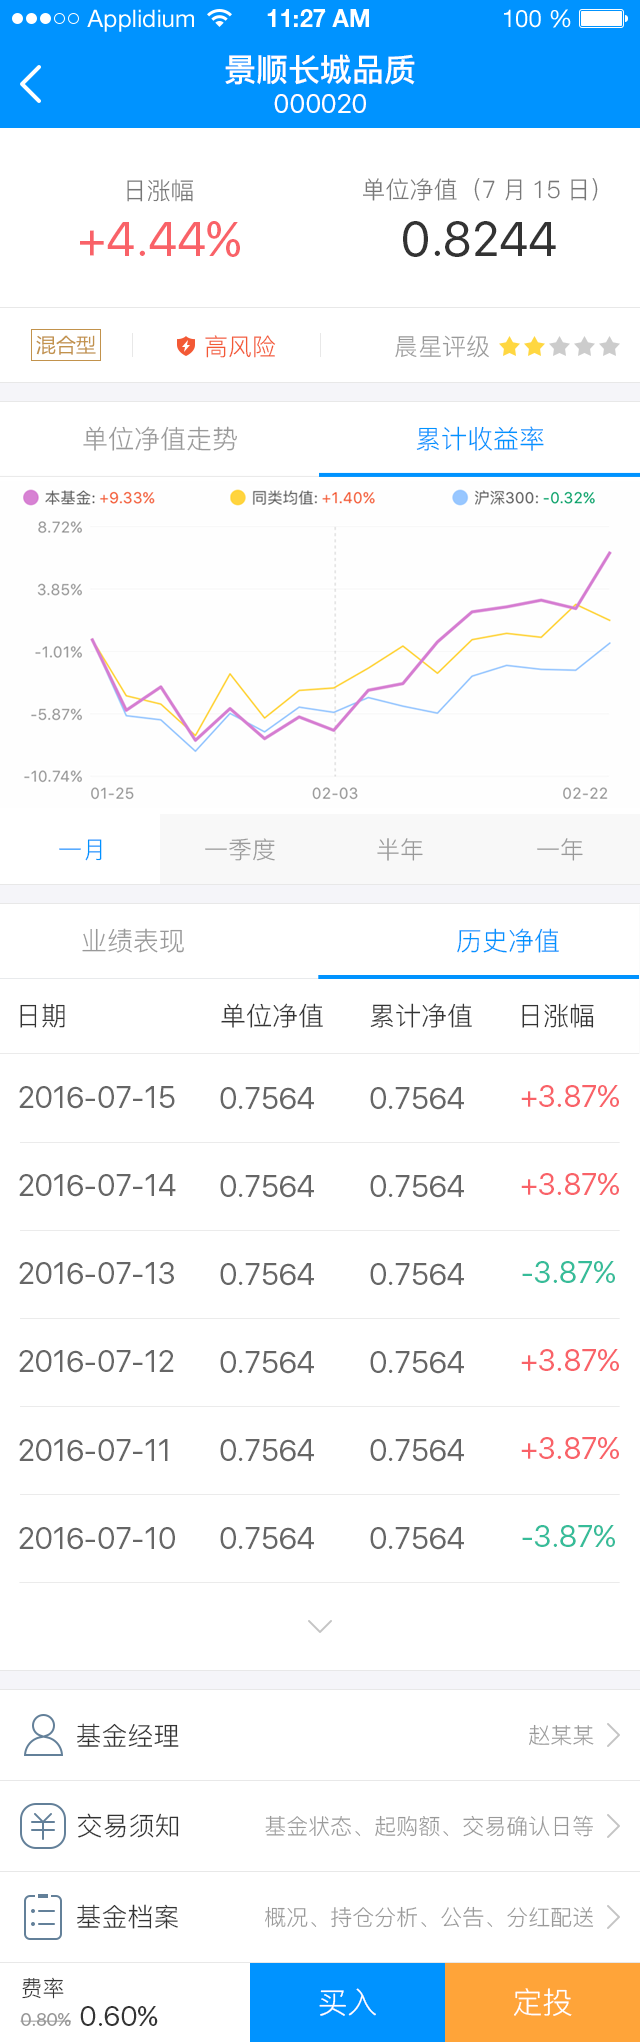 Applidium 11:27 AM 100 %
景顺长城品质
000020
日涨幅 单位净值（7 月 15 日）
+4.44% 0.8244
混合型 高风险 晨星评级
单位净值走势 累计收益率
本基金: +9.33% 同类均值: +1.40% 沪深300: -0.32%
8.72%
3.85%
-1.01%
-5.87%
-10.74%
01-25 02-03 02-22
一月 一季度 半年 一年
业绩表现 历史净值
日期 单位净值 累计净值 日涨幅
2016-07-15 0.7564 0.7564 +3.87%
2016-07-14 0.7564 0.7564 +3.87%
2016-07-13 0.7564 0.7564 -3.87%
2016-07-12 0.7564 0.7564 +3.87%
2016-07-11 0.7564 0.7564 +3.87%
2016-07-10 0.7564 0.7564 -3.87%
基金经理 赵某某
交易须知 基金状态、起购额、交易确认日等
基金档案 概况、持仓分析、公告、分红配送
费率
0.80% 0.60%
买入 定投